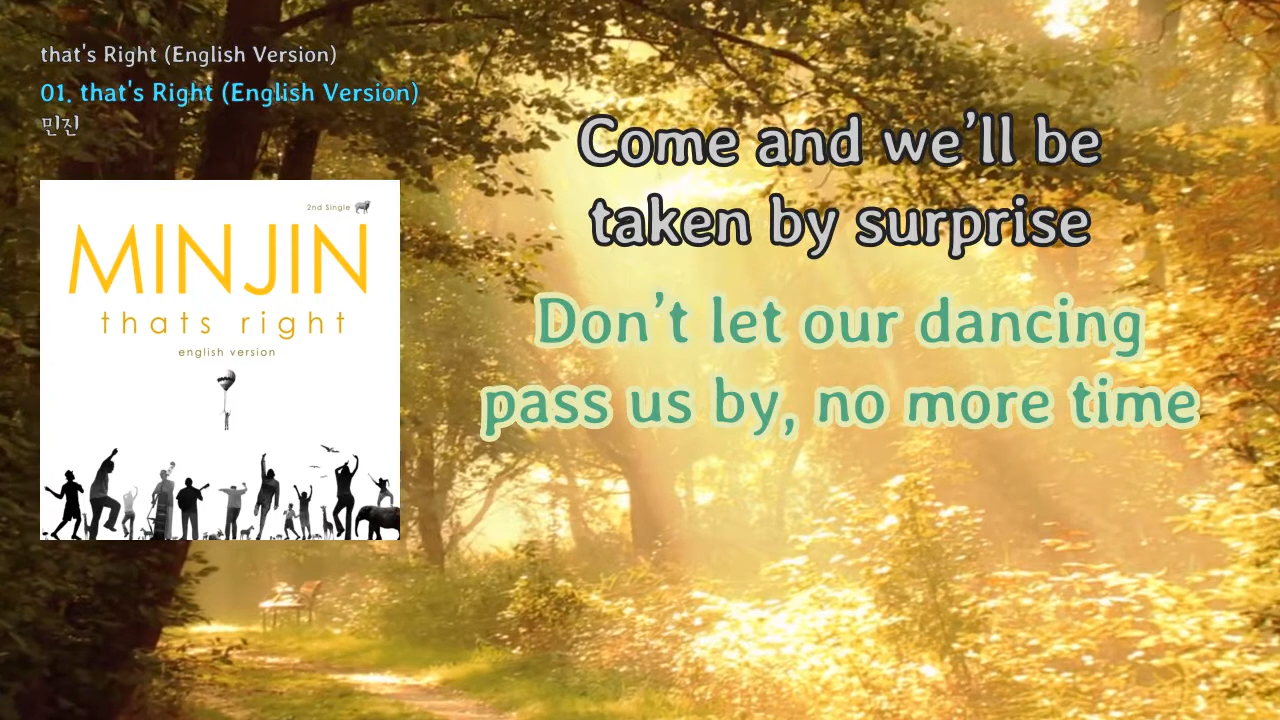 that's Right (English Version)
01. that's Right (English Version)
민진
2nd Single
MINJIN
thats right
english version
Come and we’ll be
taken by surprise
Don’t let our dancing
pass us by, no more time